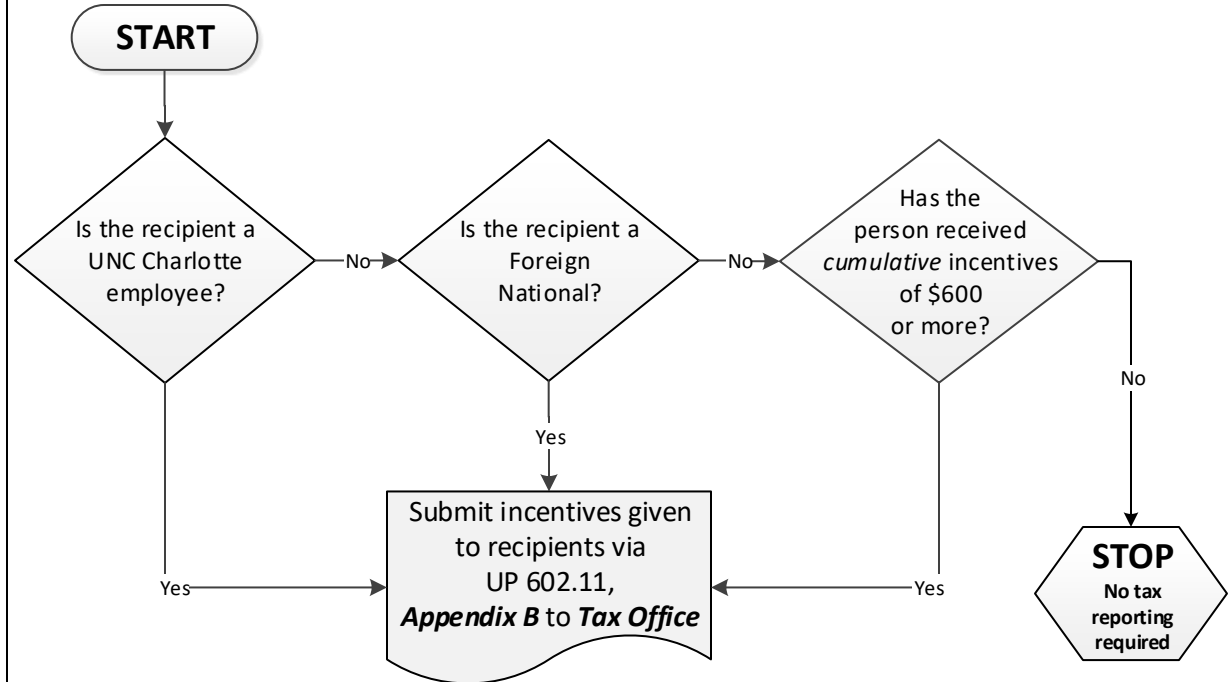 START
Is the recipient a
UNC Charlotte
employee?
No
Is the recipient a
Foreign
National?
No
Has the
person received
cumulative incentives
of $600
or more?
No
Yes
Yes
Yes
Submit incentives given
to recipients via
UP 602.11,
Appendix B to Tax Office
STOP
No tax
reporting
required